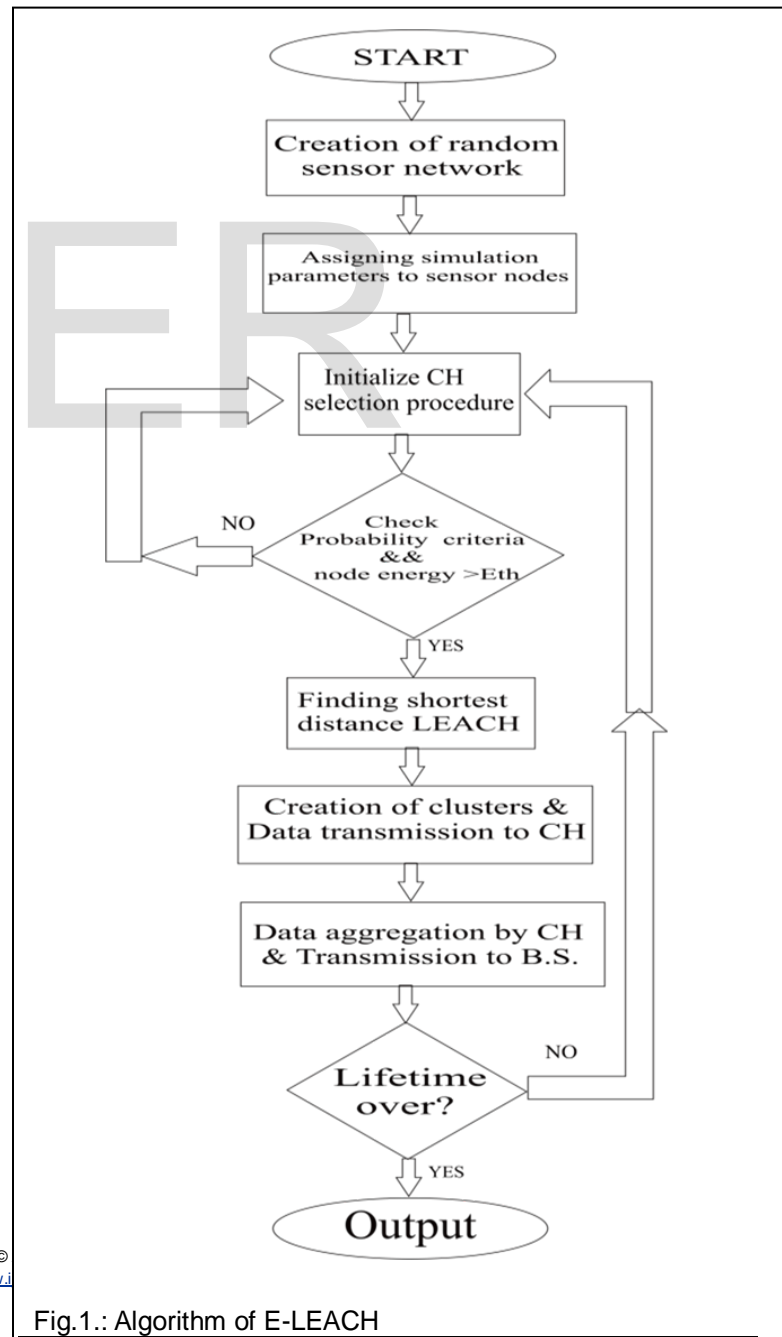 START
Creation of random
sensor network
Assigning simulation
parameters to sensor nodes
Initialize CH
selection procedure
NO
Check
Probability criteria
&&
node energy >Eth
YES
Finding shortest
distance LEACH
Creation of clusters &
Data transmission to CH
Data aggregation by CH
& Transmission to B.S.
NO
Lifetime
over?
YES
Output
©
Fig.1.: Algorithm of E-LEACH
ER